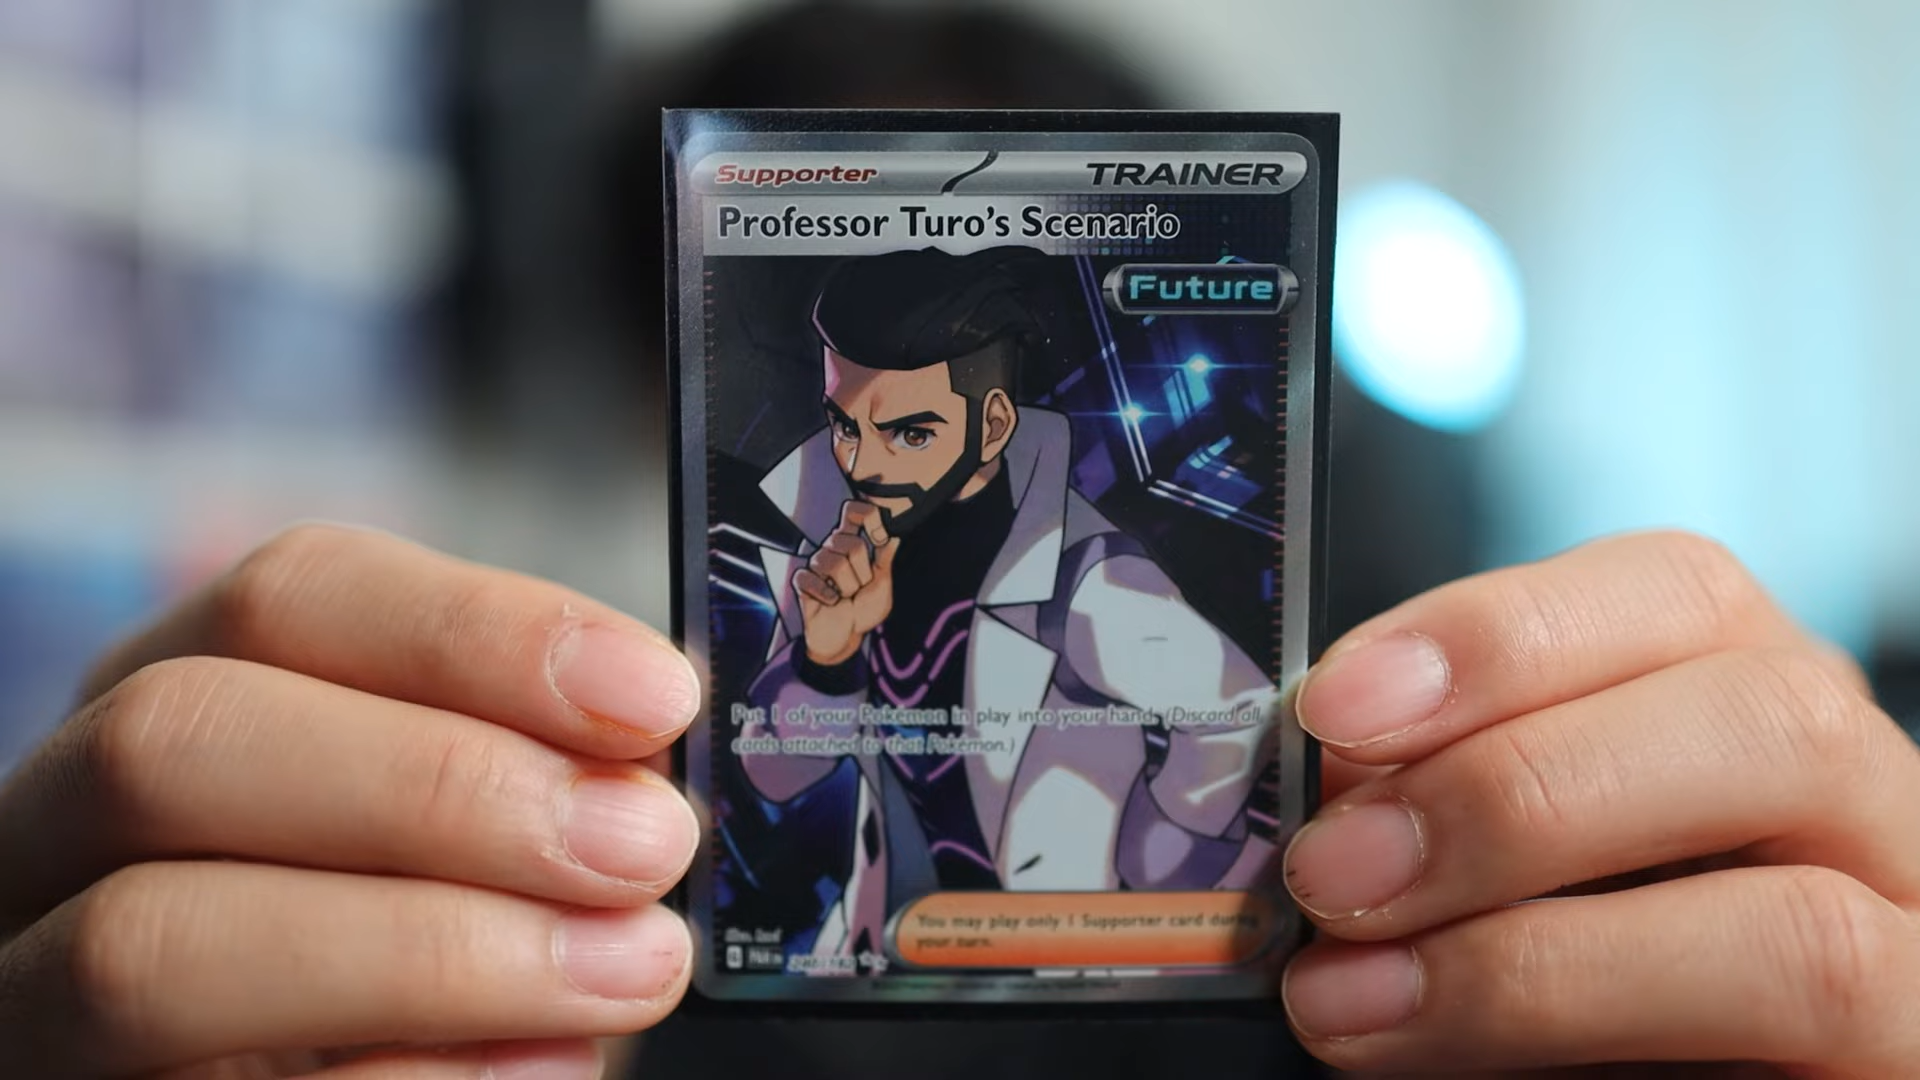 Supporter
TRAINER
Professor Turo's Scenario
Future
Put 1 of your Pokémon in play into your hand. (Discard all
cards attached to that Pokémon.)
You may play only 1 Supporter card during
your turn.